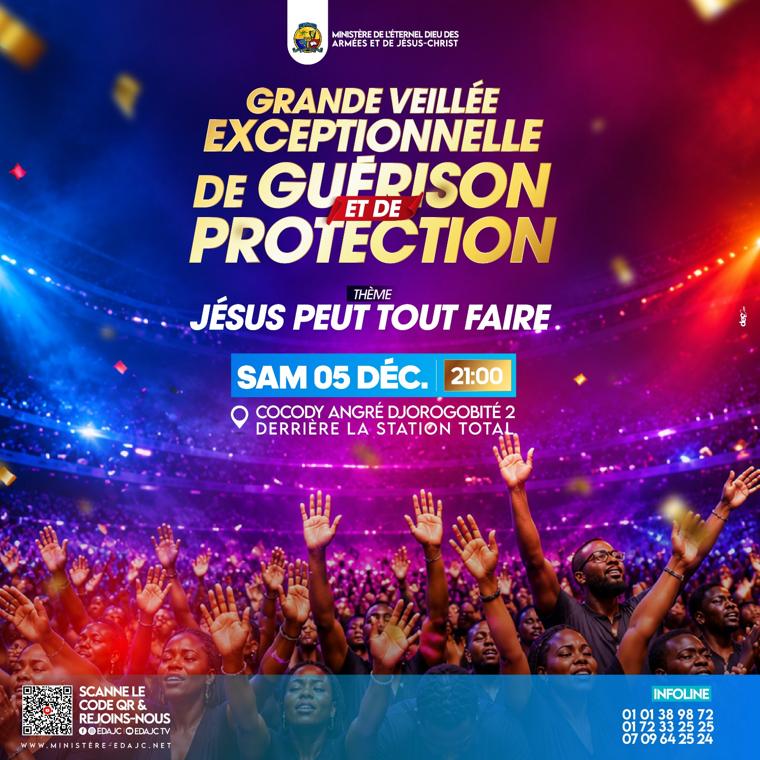 MINISTÈRE DE L'ÉTERNEL DIEU DES
ARMÉES ET DE JÉSUS-CHRIST
GRANDE VEILLÉE
EXCEPTIONNELLE
DE GUÉRISON
ET DE
PROTECTION
THÈME
JÉSUS PEUT TOUT FAIRE.
SAM 05 DÉC. 21:00
COCODY ANGRÉ DJOROGOBITÉ 2
DERRIÈRE LA STATION TOTAL
SCANNE LE
CODE QR &
REJOINS-NOUS
EDAJC EDAJC TV
WWW.MINISTÈRE-EDAJC.NET
INFOLINE
01 01 38 98 72
01 72 33 25 25
07 09 64 25 24